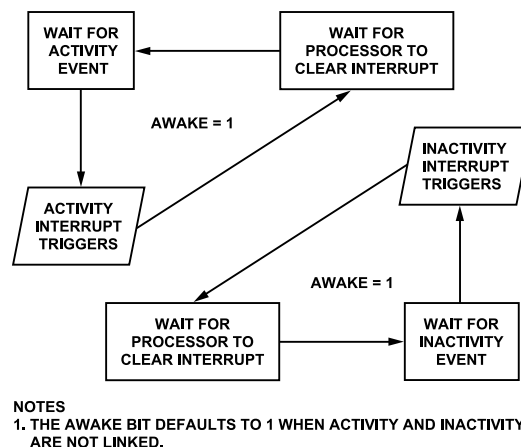 WAIT FOR
ACTIVITY
EVENT
WAIT FOR
PROCESSOR TO
CLEAR INTERRUPT
AWAKE = 1
INACTIVITY
INTERRUPT
TRIGGERS
ACTIVITY
INTERRUPT
TRIGGERS
AWAKE = 1
WAIT FOR
PROCESSOR TO
CLEAR INTERRUPT
WAIT FOR
INACTIVITY
EVENT
NOTES
1. THE AWAKE BIT DEFAULTS TO 1 WHEN ACTIVITY AND INACTIVITY
ARE NOT LINKED.